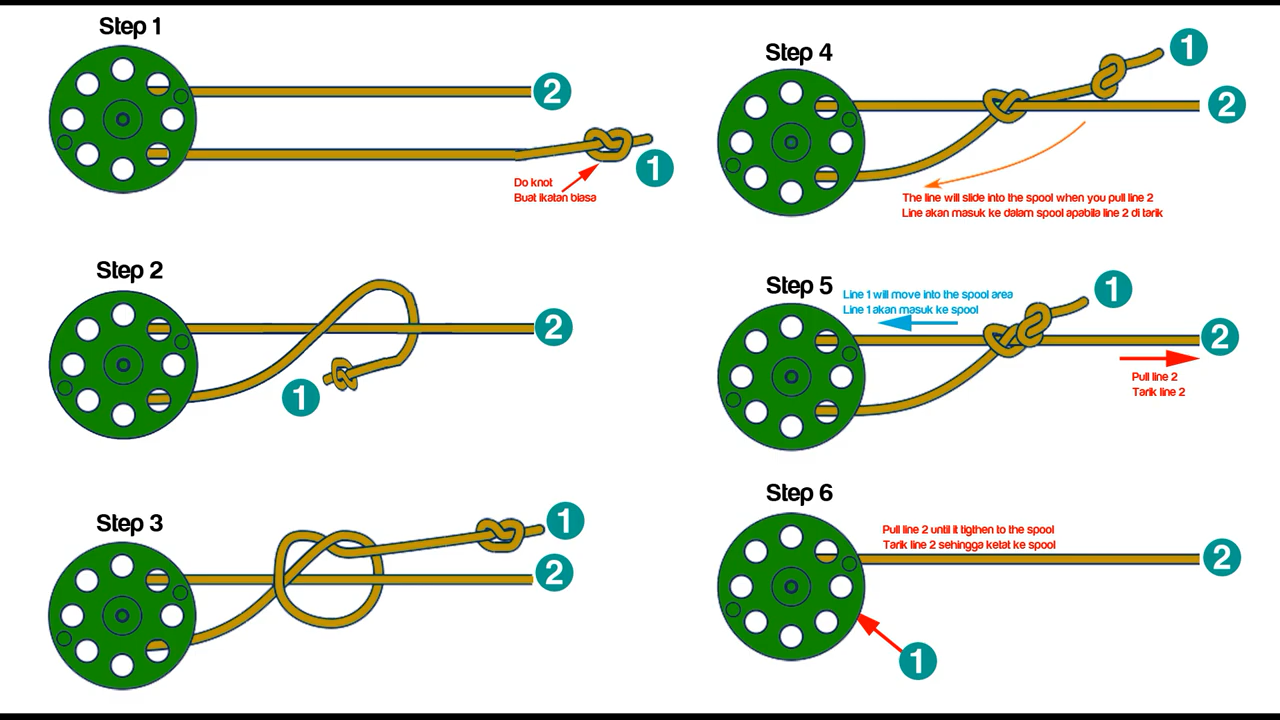 Step 1
2
1
Do knot
Buat ikatan biasa
Step 2
2
1
Step 3
1
2
Step 4
1
2
The line will slide into the spool when you pull line 2
Line akan masuk ke dalam spool apabila line 2 di tarik
Step 5
Line 1 will move into the spool area
Line 1 akan masuk ke spool
1
2
Pull line 2
Tarik line 2
Step 6
Pull line 2 until it tigthen to the spool
Tarik line 2 sehingga ketat ke spool
2
1